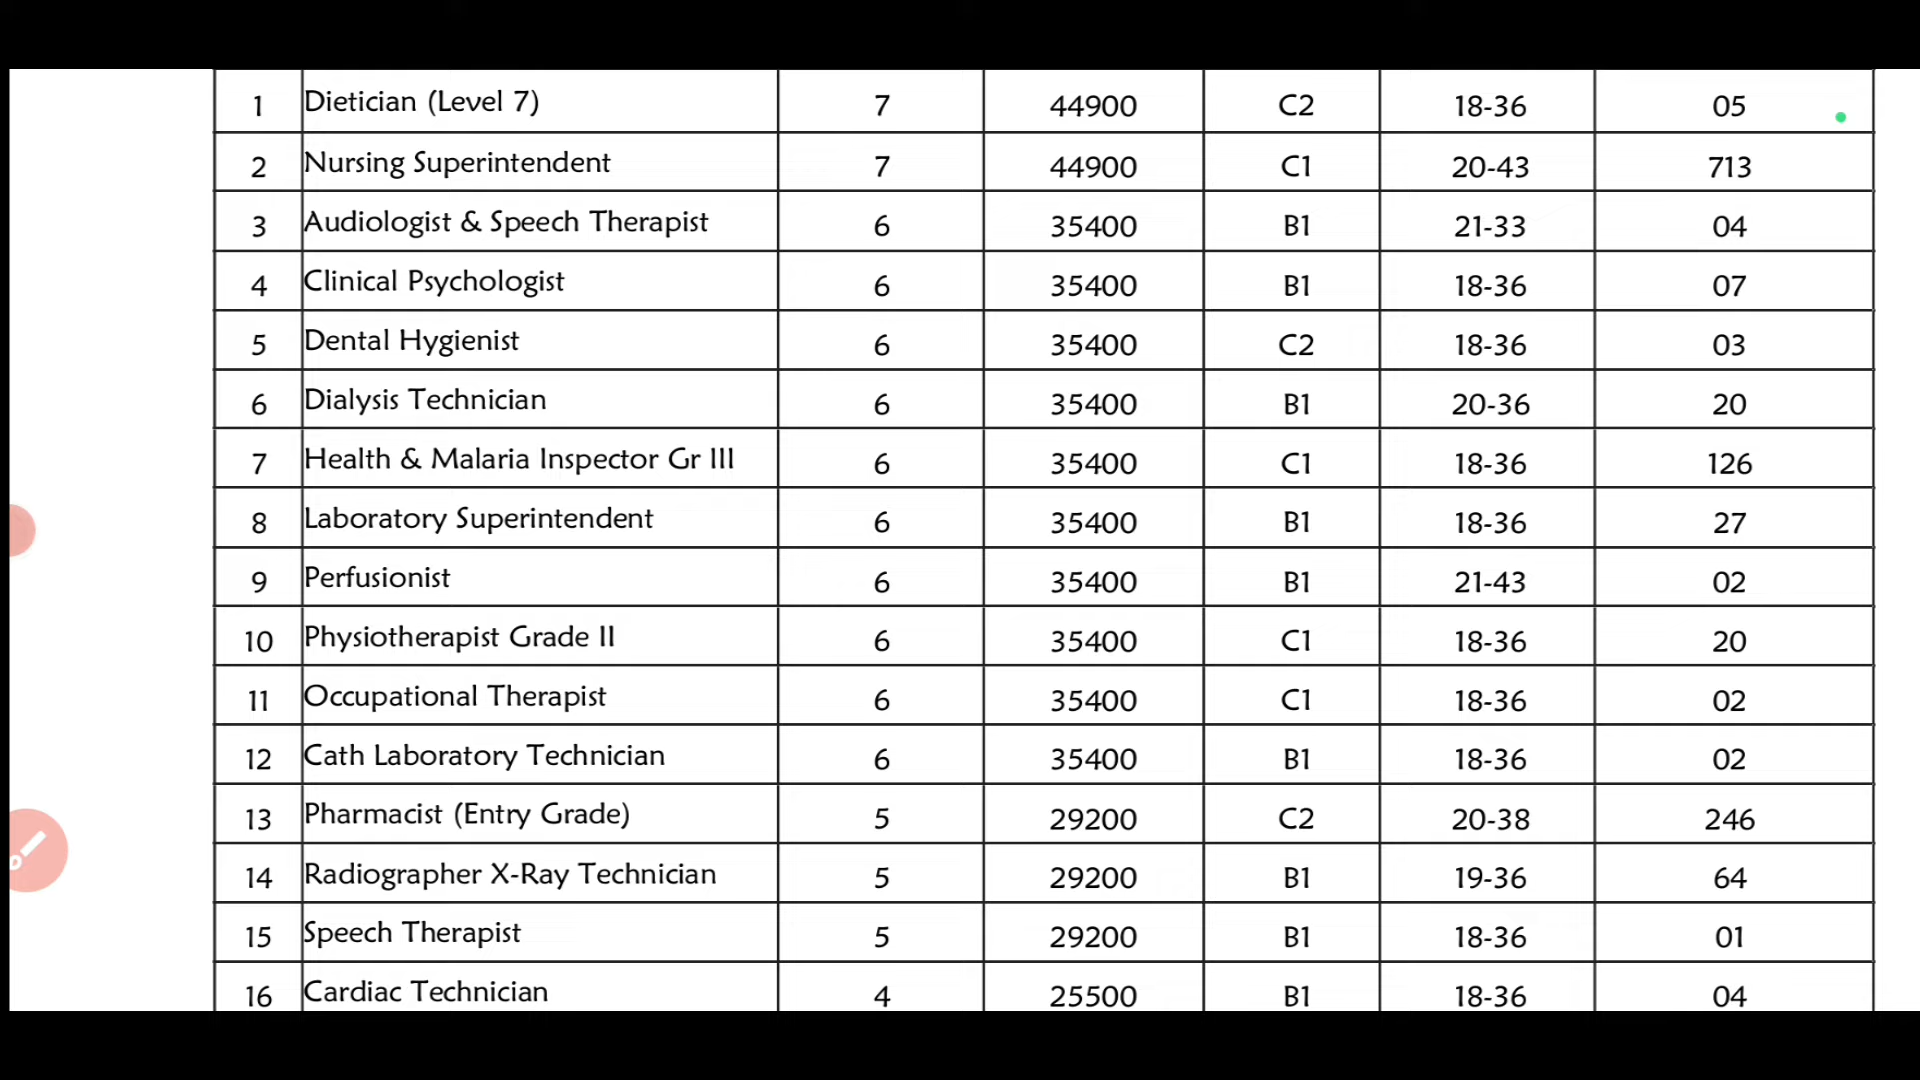 1 Dietician (Level 7) 7 44900 C2 18-36 05
2 Nursing Superintendent 7 44900 C1 20-43 713
3 Audiologist & Speech Therapist 6 35400 B1 21-33 04
4 Clinical Psychologist 6 35400 B1 18-36 07
5 Dental Hygienist 6 35400 C2 18-36 03
6 Dialysis Technician 6 35400 B1 20-36 20
7 Health & Malaria Inspector Gr III 6 35400 C1 18-36 126
8 Laboratory Superintendent 6 35400 B1 18-36 27
9 Perfusionist 6 35400 B1 21-43 02
10 Physiotherapist Grade II 6 35400 C1 18-36 20
11 Occupational Therapist 6 35400 C1 18-36 02
12 Cath Laboratory Technician 6 35400 B1 18-36 02
13 Pharmacist (Entry Grade) 5 29200 C2 20-38 246
14 Radiographer X-Ray Technician 5 29200 B1 19-36 64
15 Speech Therapist 5 29200 B1 18-36 01
16 Cardiac Technician 4 25500 B1 18-36 04